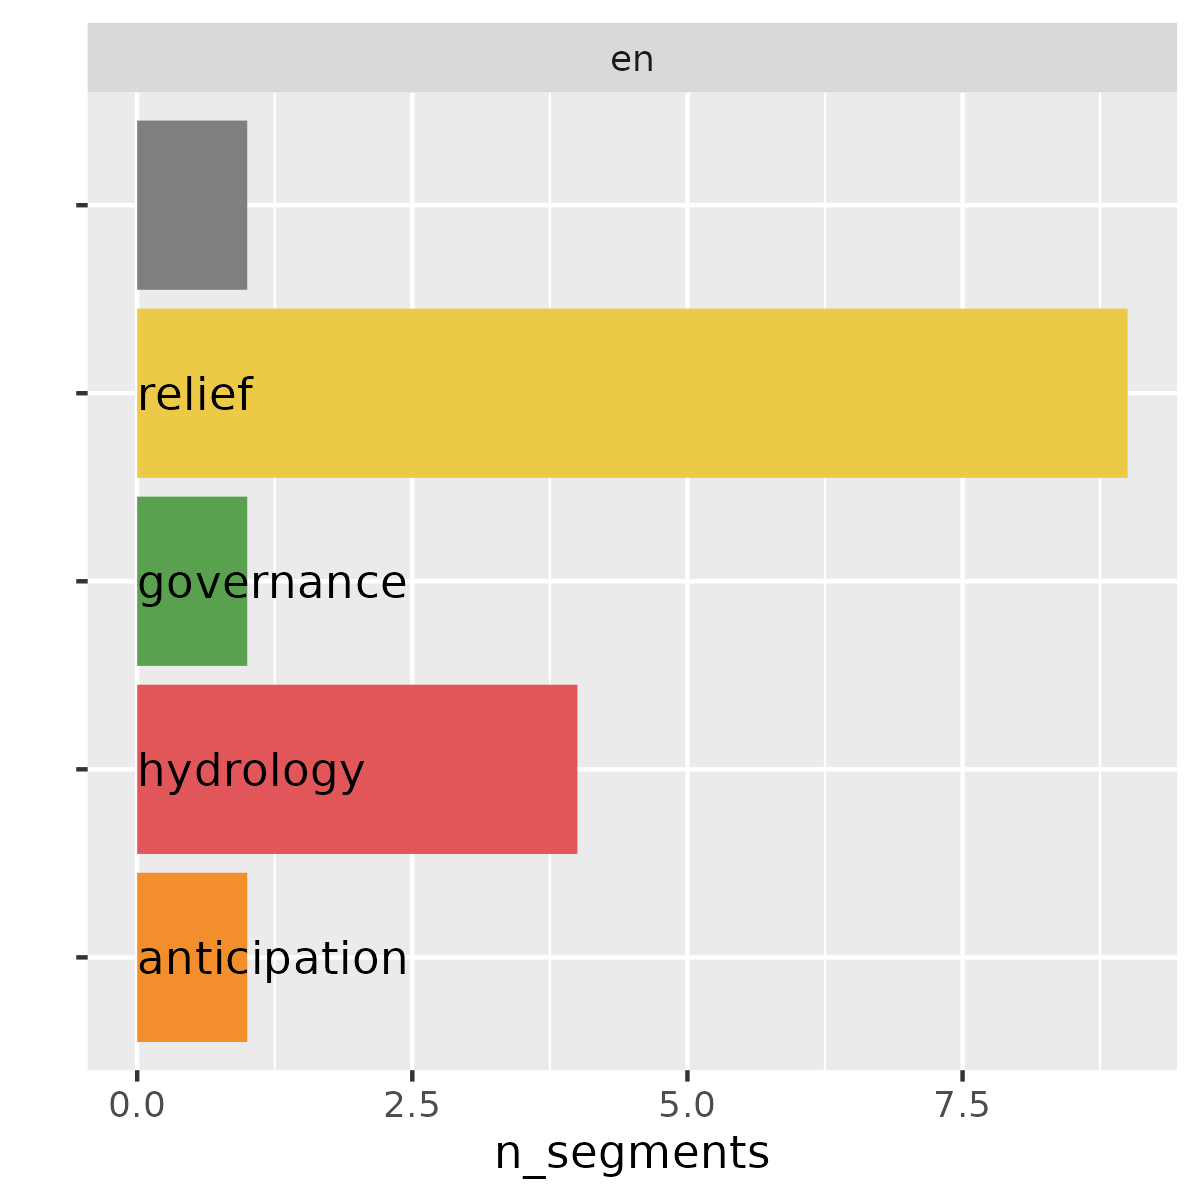 en
relief
governance
hydrology
anticipation
0.0 2.5 5.0 7.5
n_segments